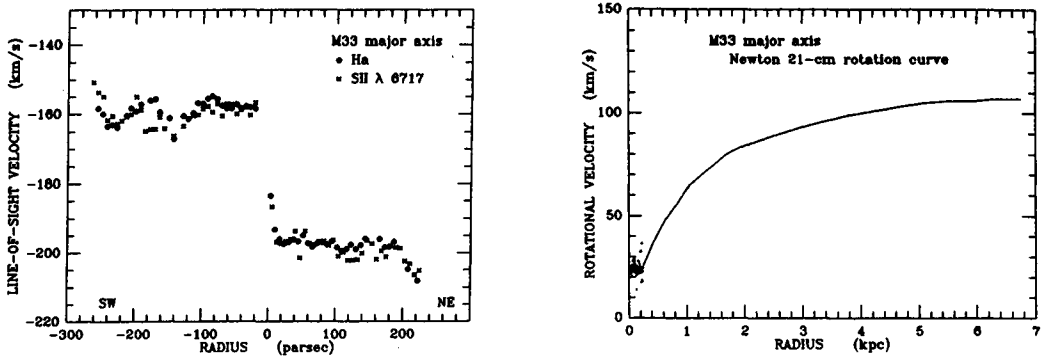 M33 major axis
Hα
SII λ 6717
LINE-OF-SIGHT VELOCITY (km/s)
-140
-160
-180
-200
-220
SW
NE
-300
-200
-100
0
100
200
RADIUS (parsec)
M33 major axis
Newton 21-cm rotation curve
ROTATIONAL VELOCITY (km/s)
150
100
50
0
0
1
2
3
4
5
6
7
RADIUS (kpc)